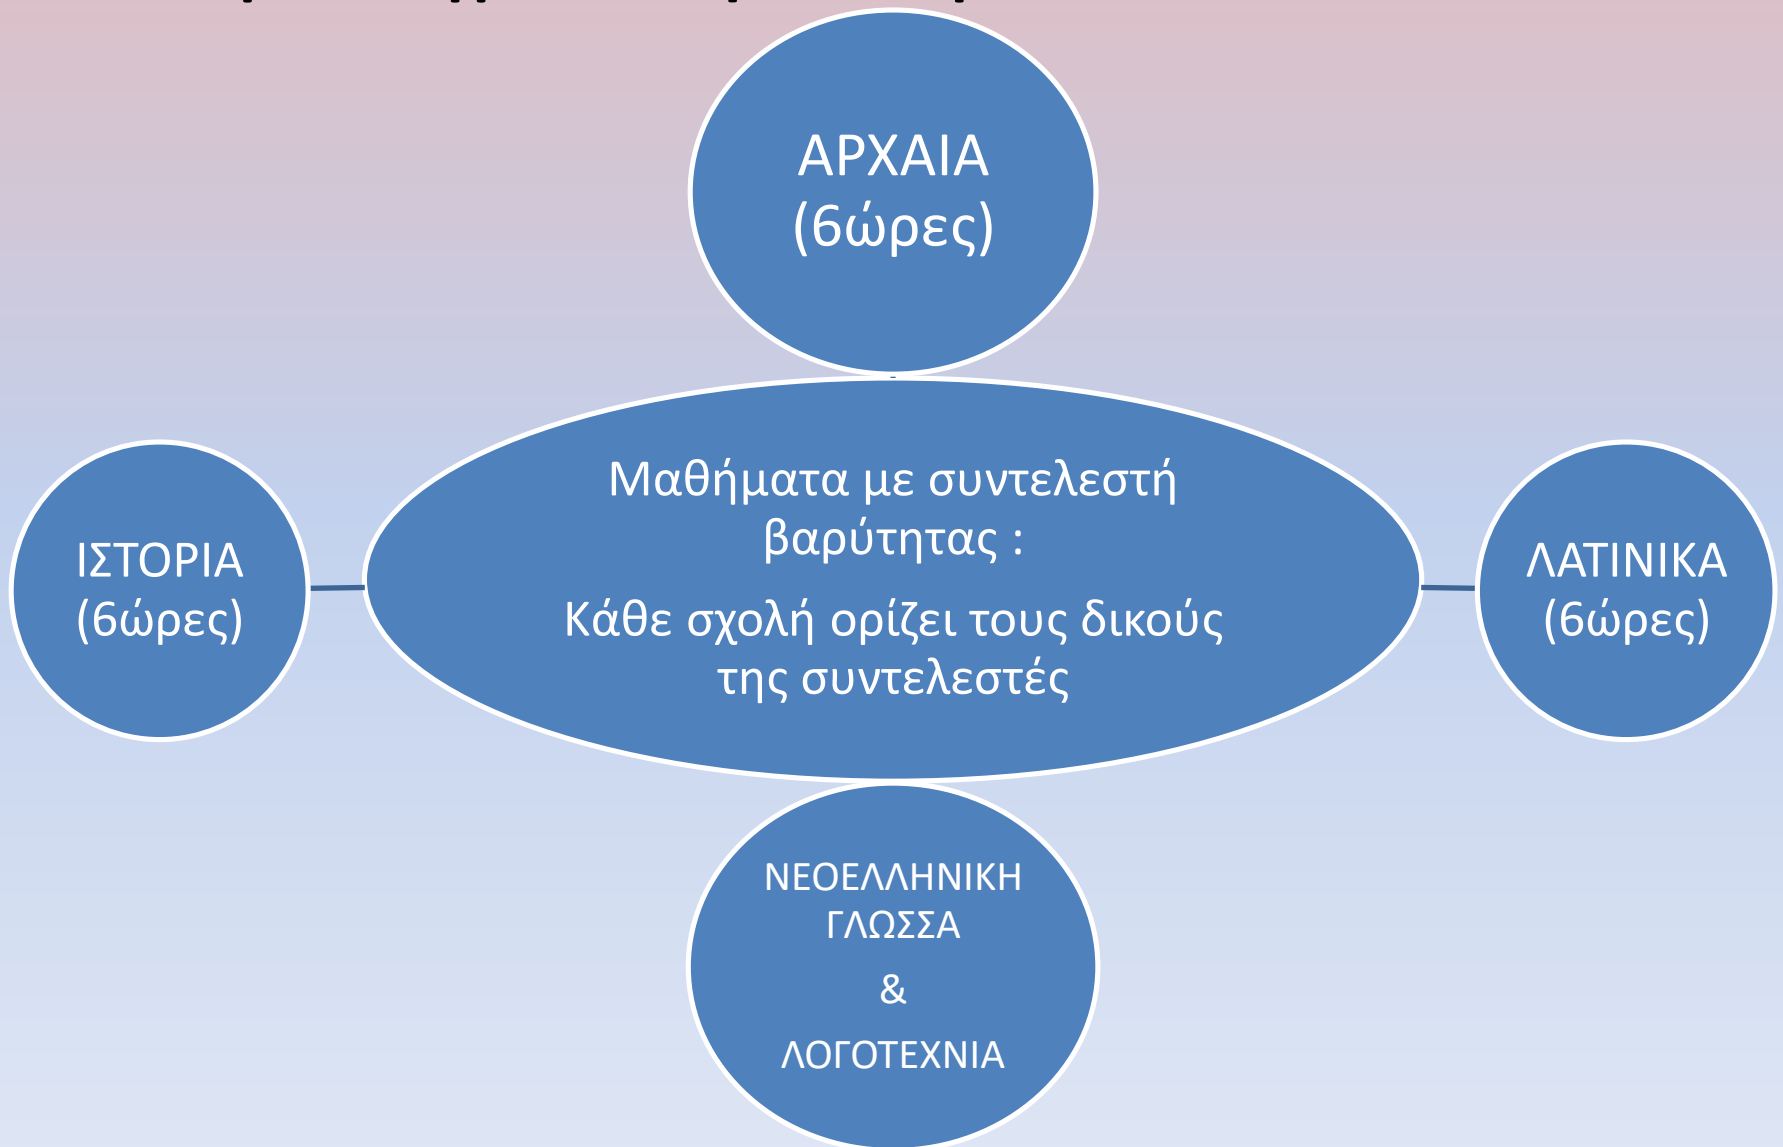 ΑΡΧΑΙΑ
(6ώρες)
Μαθήματα με συντελεστή
βαρύτητας :
Κάθε σχολή ορίζει τους δικούς
της συντελεστές
ΙΣΤΟΡΙΑ
(6ώρες)
ΛΑΤΙΝΙΚΑ
(6ώρες)
ΝΕΟΕΛΛΗΝΙΚΗ
ΓΛΩΣΣΑ
&
ΛΟΓΟΤΕΧΝΙΑ